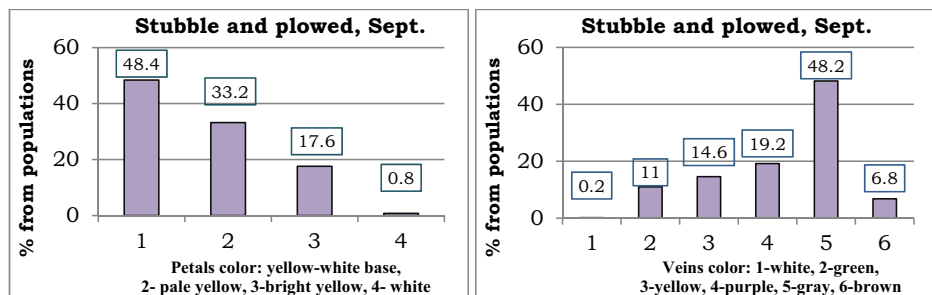 Stubble and plowed, Sept.
% from populations
60
40
20
0
48.4
33.2
17.6
0.8
1 2 3 4
Petals color: yellow-white base,
2- pale yellow, 3-bright yellow, 4- white
Stubble and plowed, Sept.
% from populations
60
40
20
0
0.2
11
14.6
19.2
48.2
6.8
1 2 3 4 5 6
Veins color: 1-white, 2-green,
3-yellow, 4-purple, 5-gray, 6-brown